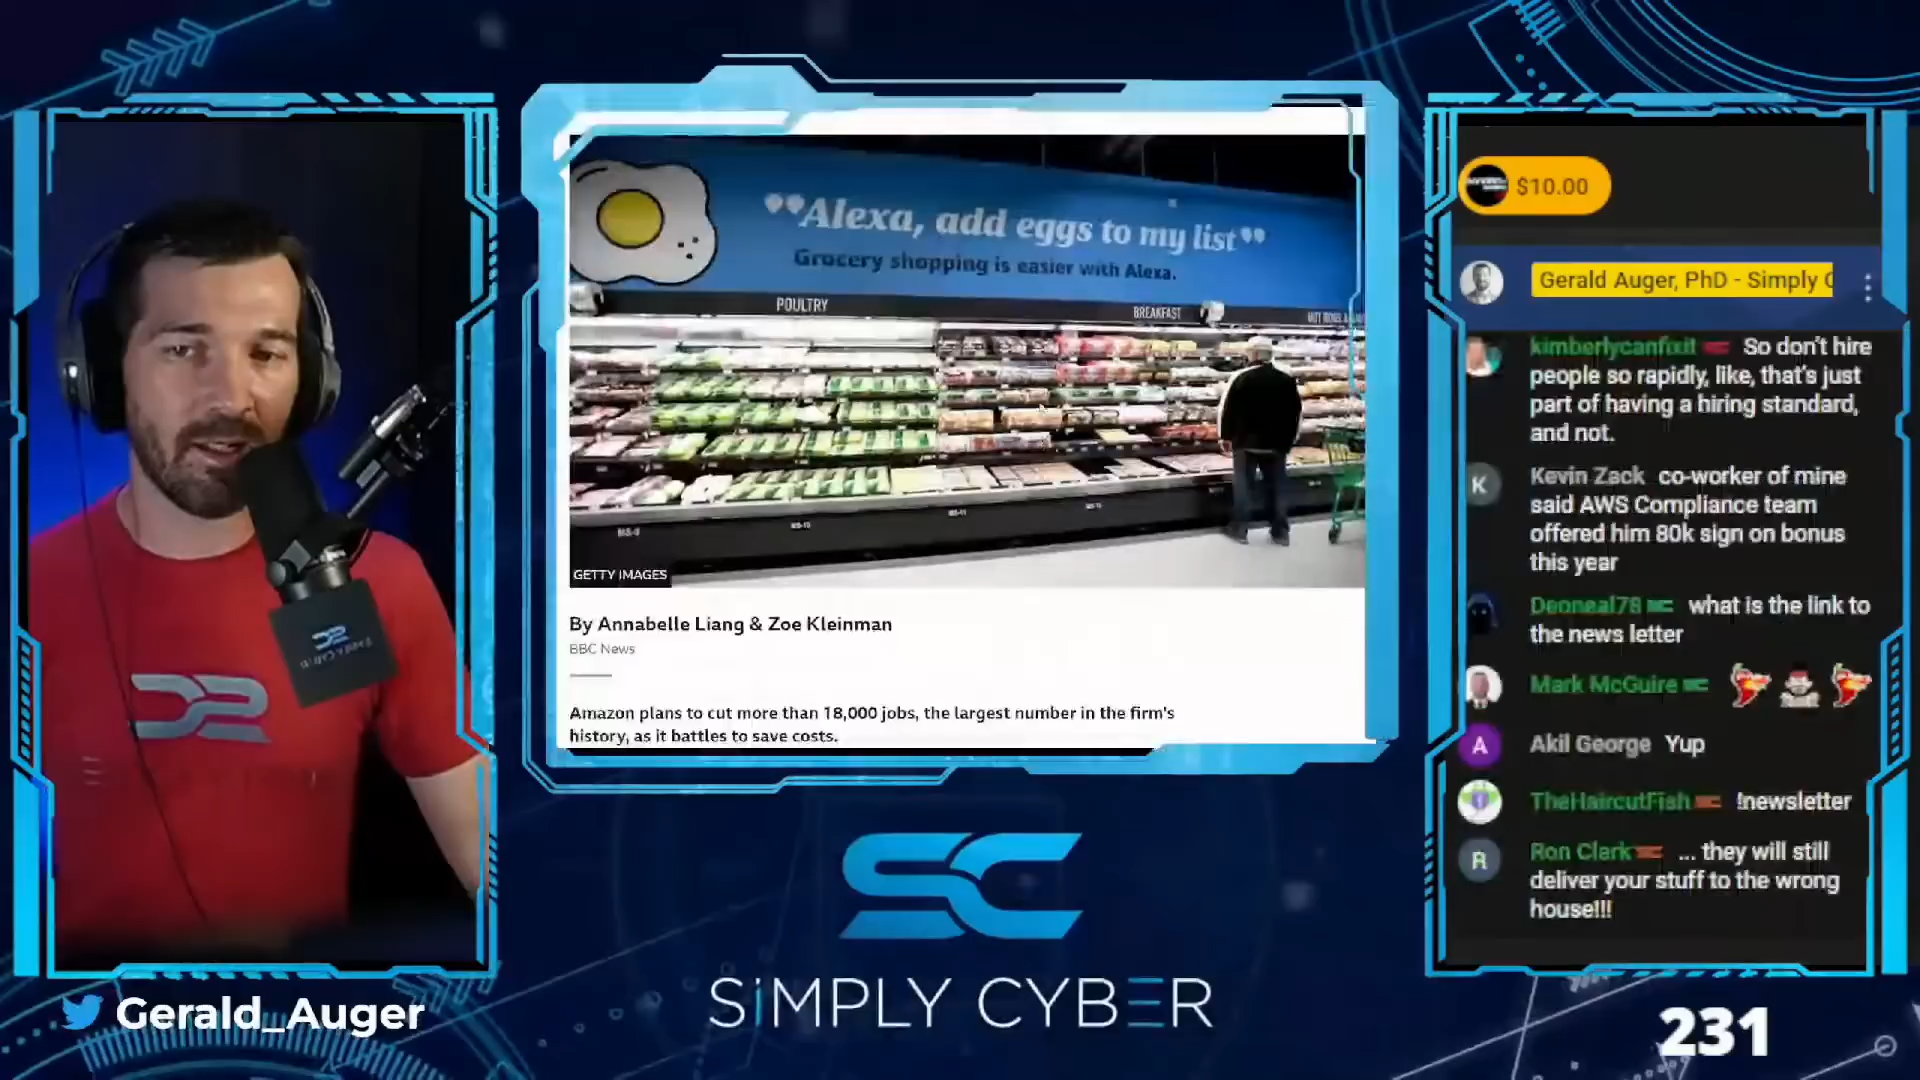 "Alexa, add eggs to my list"
Grocery shopping is easier with Alexa.
POULTRY
BREAKFAST
GETTY IMAGES
By Annabelle Liang & Zoe Kleinman
BBC News
Amazon plans to cut more than 18,000 jobs, the largest number in the firm's
history, as it battles to save costs.
SC
SiMPLY CYBER
Gerald_Auger
$10.00
Gerald Auger, PhD - Simply C
kimberlycanfixit So don't hire
people so rapidly, like, that's just
part of having a hiring standard,
and not.
K
Kevin Zack co-worker of mine
said AWS Compliance team
offered him 80k sign on bonus
this year
Deoneal78 what is the link to
the news letter
Mark McGuire
A
Akil George Yup
TheHaircutFish !newsletter
R
Ron Clark ... they will still
deliver your stuff to the wrong
house!!!
231